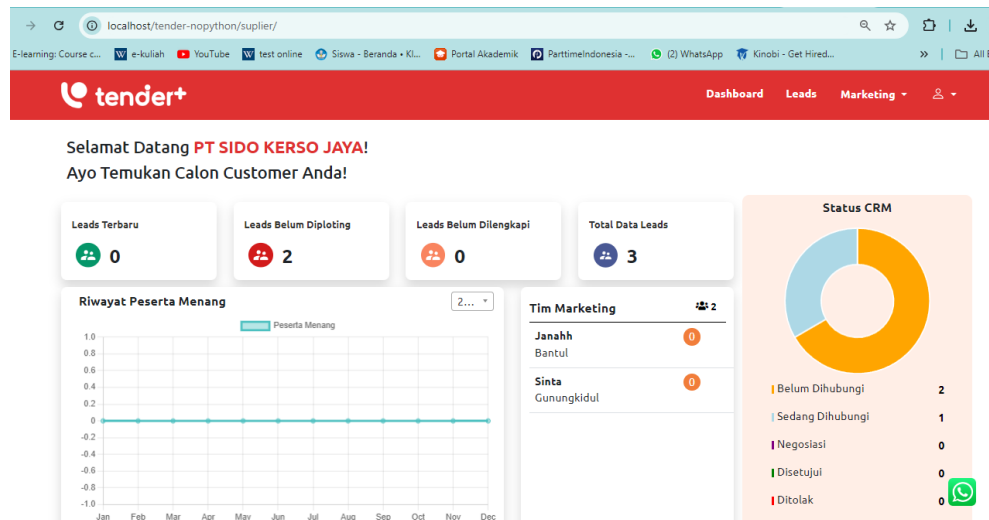 localhost/tender-nopython/suplier/
E-learning: Course c... e-kuliah YouTube test online Siswa - Beranda • Kl... Portal Akademik ParttimeIndonesia -... (2) WhatsApp Kinobi - Get Hired... » All
tender+ Dashboard Leads Marketing
Selamat Datang PT SIDO KERSO JAYA!
Ayo Temukan Calon Customer Anda!
Leads Terbaru
0
Leads Belum Diploting
2
Leads Belum Dilengkapi
0
Total Data Leads
3
Riwayat Peserta Menang 2...
Peserta Menang
1.0
0.8
0.6
0.4
0.2
0
-0.2
-0.4
-0.6
-0.8
-1.0
Jan Feb Mar Apr May Jun Jul Aug Sep Oct Nov Dec
Tim Marketing 2
Janahh 0
Bantul
Sinta 0
Gunungkidul
Status CRM
Belum Dihubungi 2
Sedang Dihubungi 1
Negosiasi 0
Disetujui 0
Ditolak 0